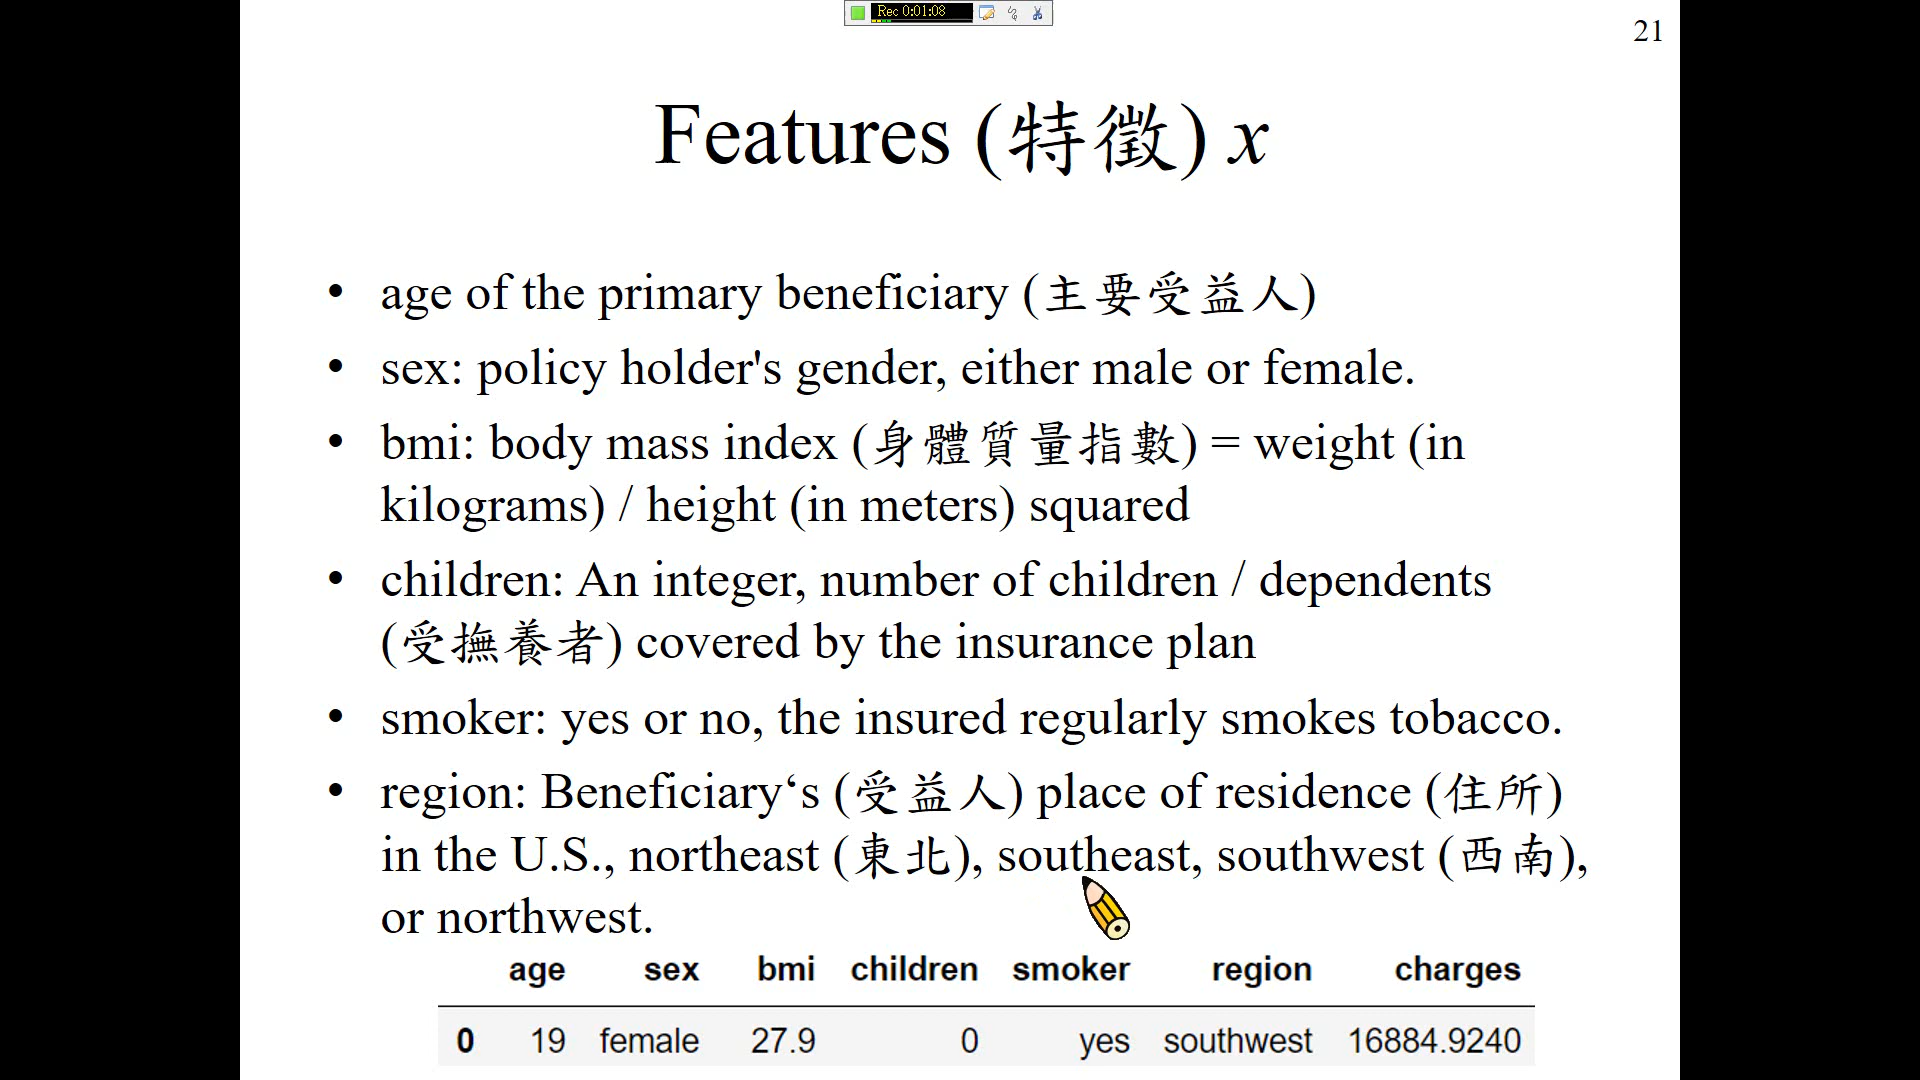 Rec 0:01:08
21
Features (特徵) x
• age of the primary beneficiary (主要受益人)
• sex: policy holder's gender, either male or female.
• bmi: body mass index (身體質量指數) = weight (in
kilograms) / height (in meters) squared
• children: An integer, number of children / dependents
(受撫養者) covered by the insurance plan
• smoker: yes or no, the insured regularly smokes tobacco.
• region: Beneficiary‘s (受益人) place of residence (住所)
in the U.S., northeast (東北), southeast, southwest (西南),
or northwest.
age sex bmi children smoker region charges
0 19 female 27.9 0 yes southwest 16884.9240